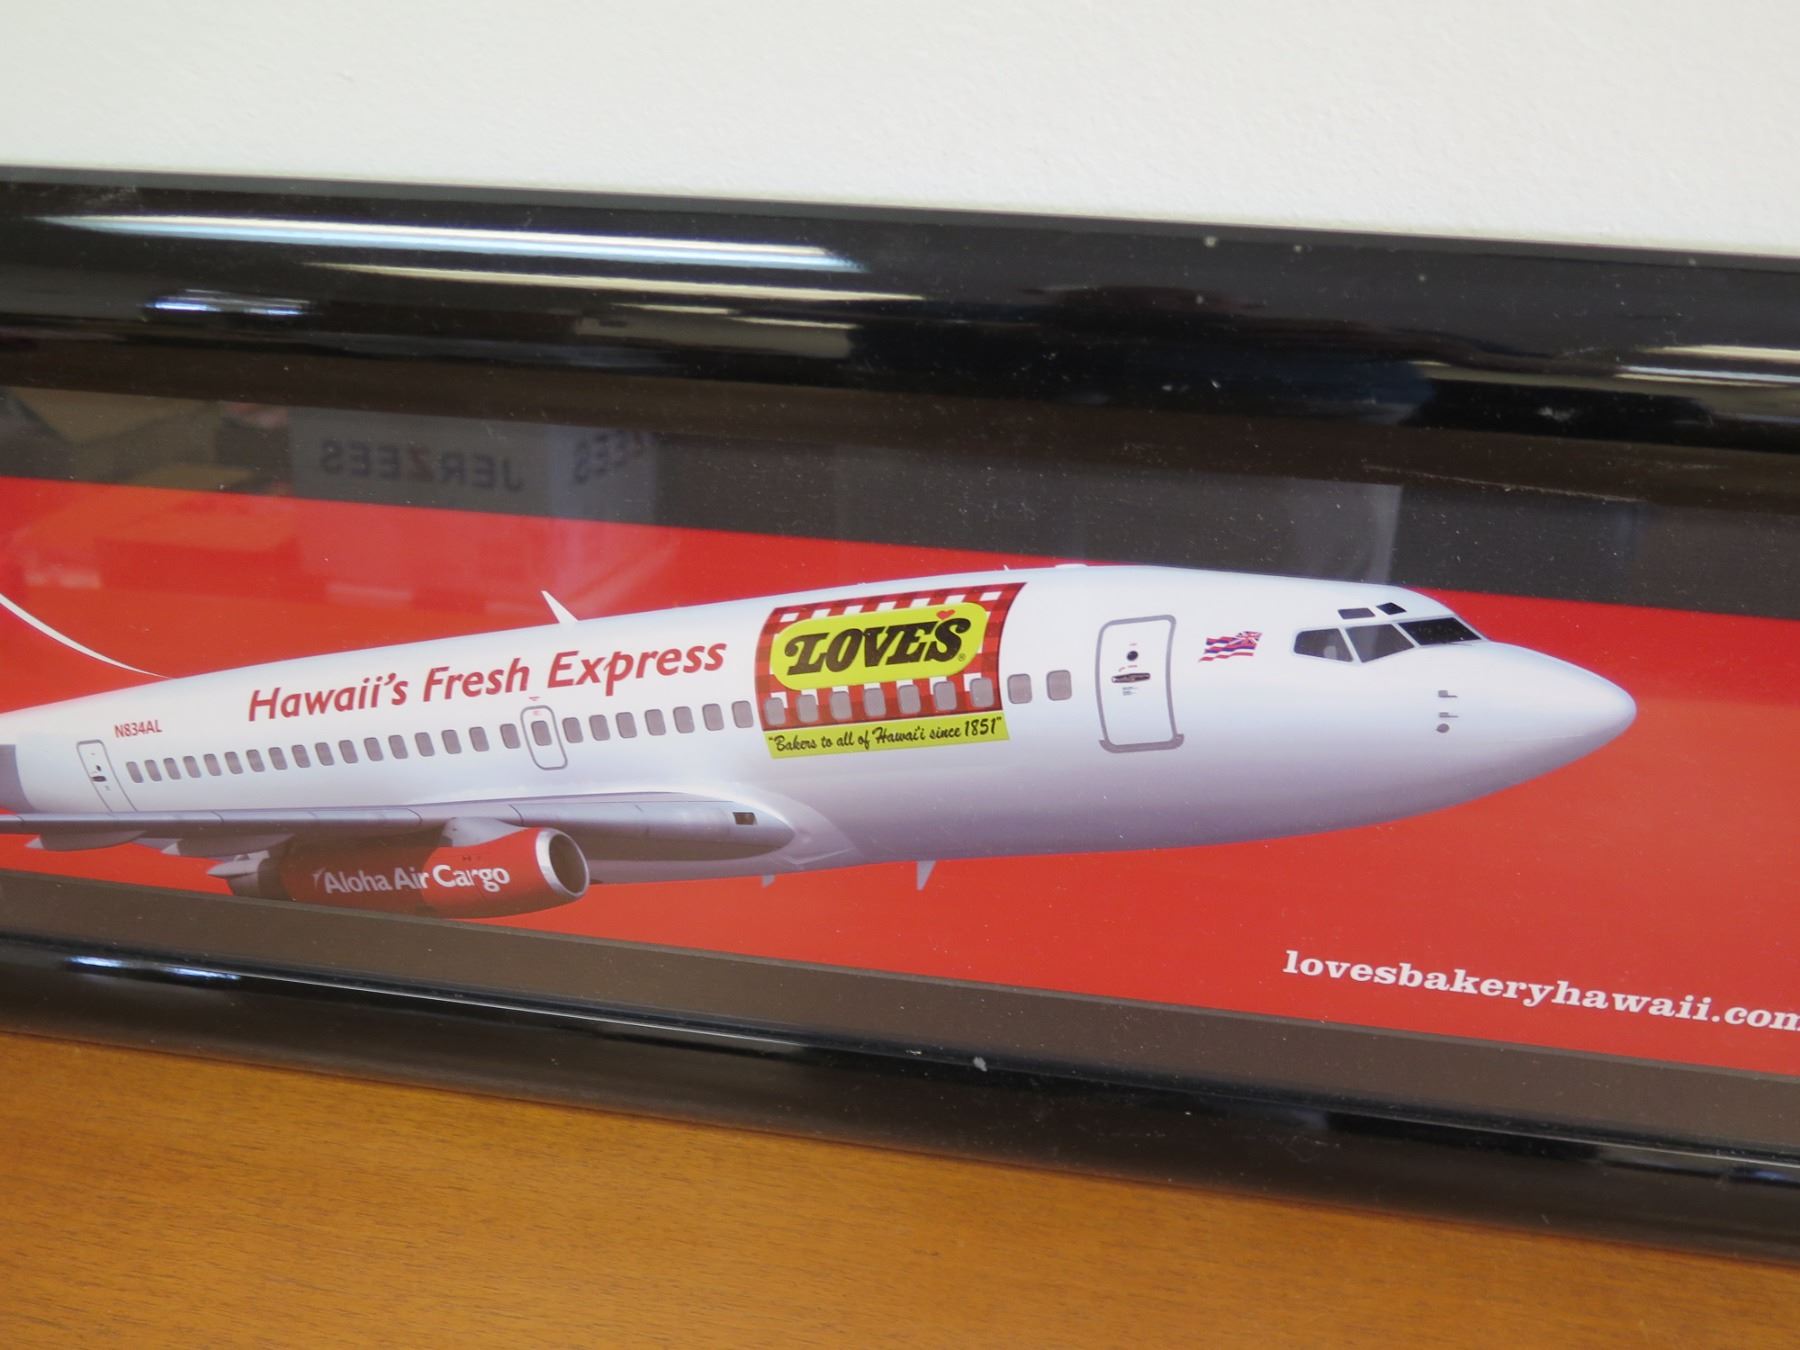 JERZEES
Hawaii's Fresh Express
LOVE'S®
"Bakers to all of Hawai'i since 1851"
N834AL
Aloha Air Cargo
lovesbakeryhawaii.com